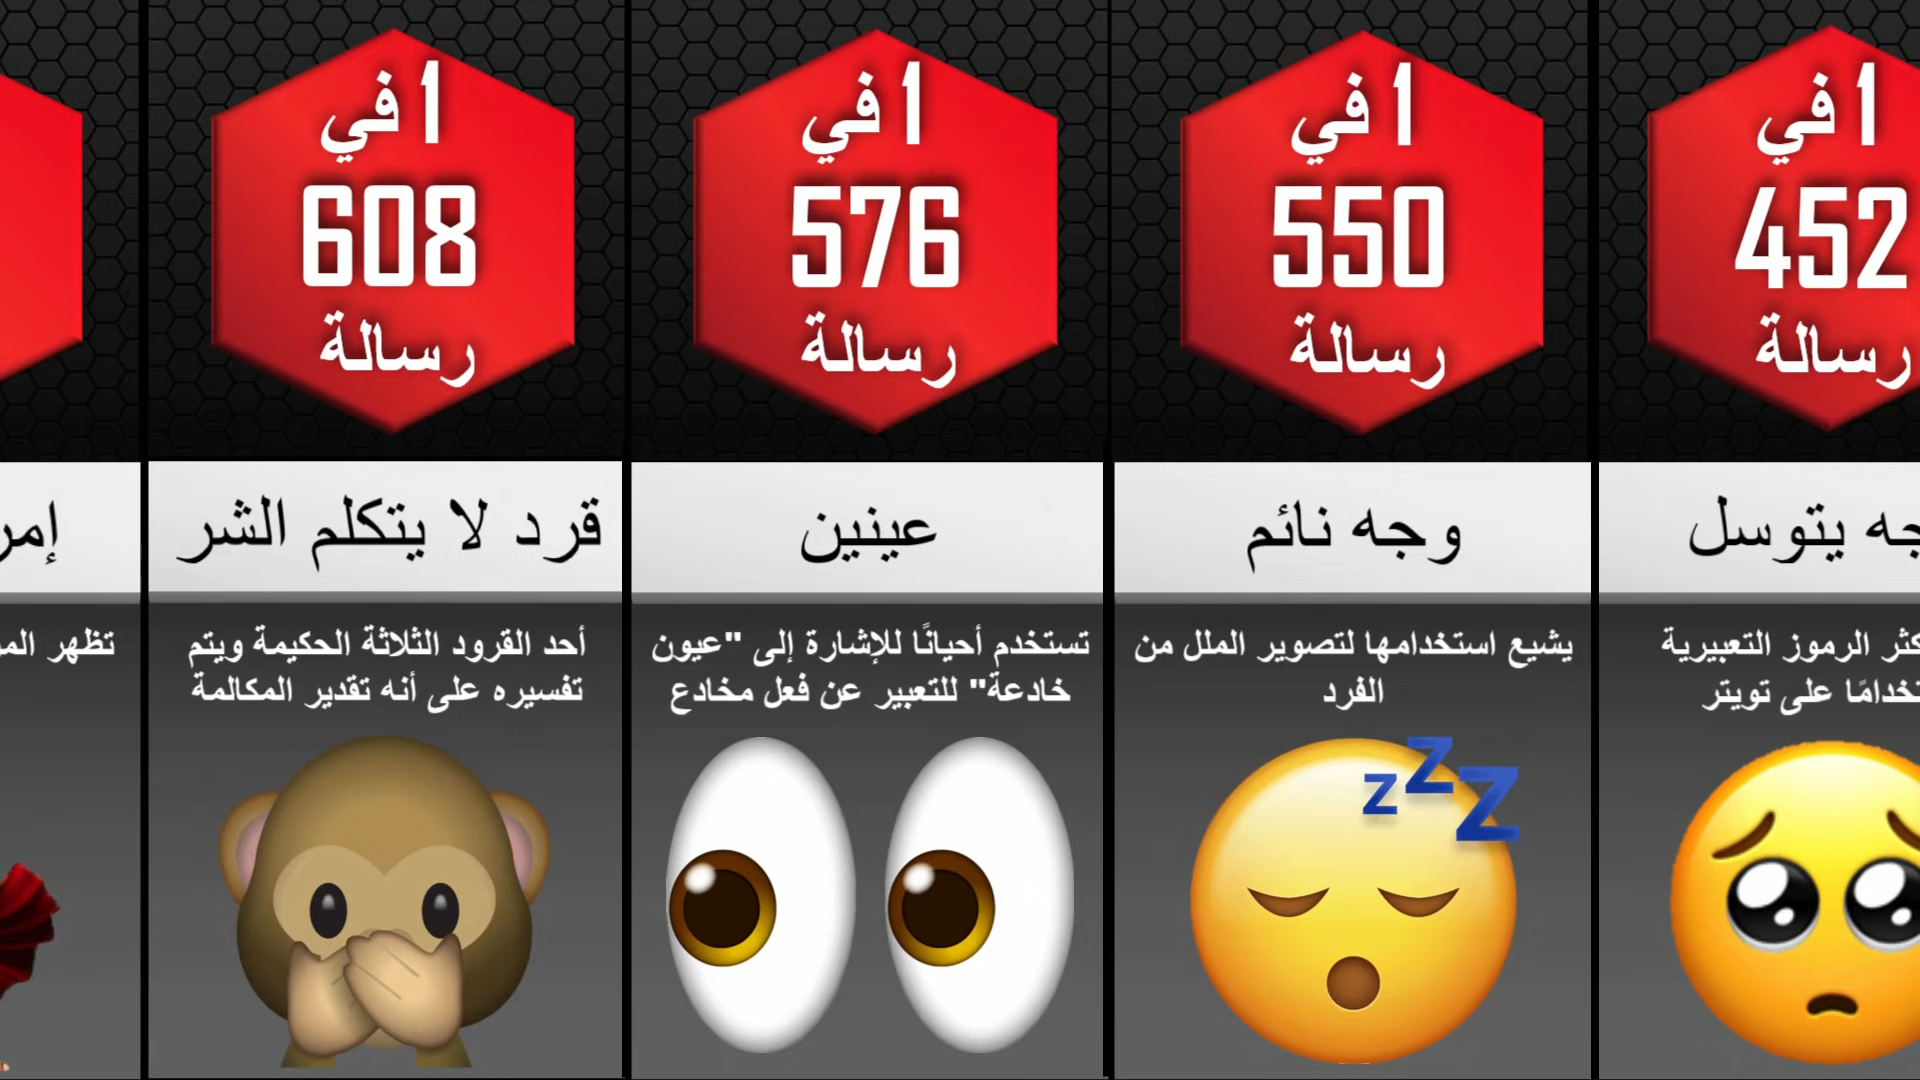 1 في
608
رسالة
قرد لا يتكلم الشر
أحد القرود الثلاثة الحكيمة ويتم
تفسيره على أنه تقدير المكالمة
1 في
576
رسالة
عينين
تستخدم أحيانًا للإشارة إلى "عيون
خادعة" للتعبير عن فعل مخادع
1 في
550
رسالة
وجه نائم
يشيع استخدامها لتصوير الملل من
الفرد
1 في
452
رسالة
يتوسل
الرموز التعبيرية
على تويتر
تظهر